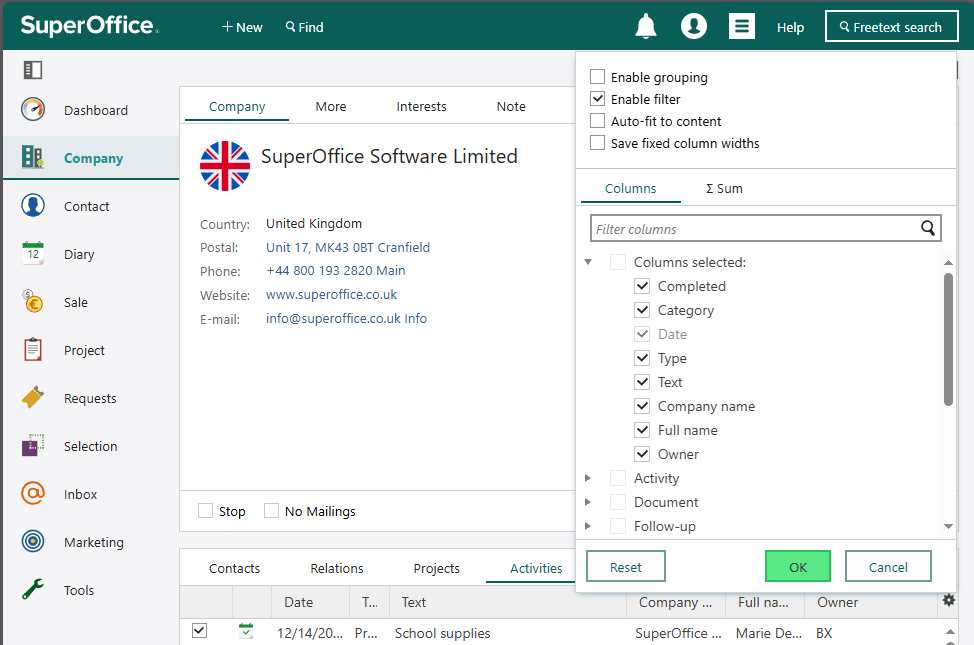 SuperOffice.
+ New
Find
Help
Freetext search
Dashboard
Company
Contact
12
Diary
Sale
Project
Requests
Selection
Inbox
Marketing
Tools
Company
More
Interests
Note
SuperOffice Software Limited
Country: United Kingdom
Postal: Unit 17, MK43 0BT Cranfield
Phone: +44 800 193 2820 Main
Website: www.superoffice.co.uk
E-mail: info@superoffice.co.uk Info
Stop
No Mailings
Enable grouping
Enable filter
Auto-fit to content
Save fixed column widths
Columns
Σ Sum
Filter columns
Columns selected:
Completed
Category
Date
Type
Text
Company name
Full name
Owner
Activity
Document
Follow-up
Reset
OK
Cancel
Contacts
Relations
Projects
Activities
Date T... Text Company ... Full na... Owner
12/14/20... Pr... School supplies SuperOffice ... Marie De... BX